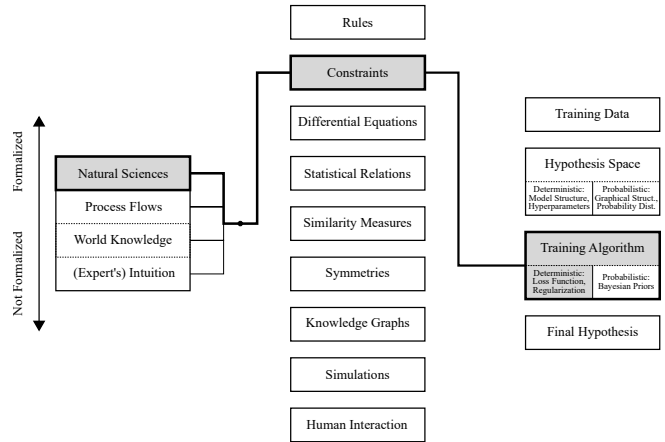 Formalized
Not Formalized
Natural Sciences
Process Flows
World Knowledge
(Expert's) Intuition
Rules
Constraints
Differential Equations
Statistical Relations
Similarity Measures
Symmetries
Knowledge Graphs
Simulations
Human Interaction
Training Data
Hypothesis Space
Deterministic:
Model Structure,
Hyperparameters
Probabilistic:
Graphical Struct.,
Probability Dist.
Training Algorithm
Deterministic:
Loss Function,
Regularization
Probabilistic:
Bayesian Priors
Final Hypothesis